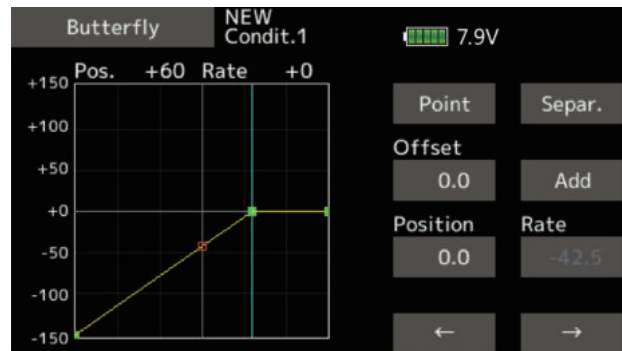 Butterfly
NEW
Condit.1
7.9V
Pos. +60 Rate +0
+150
+100
+50
+0
-50
-100
-150
Point Separ.
Offset
0.0 Add
Position Rate
0.0 -42.5
← →